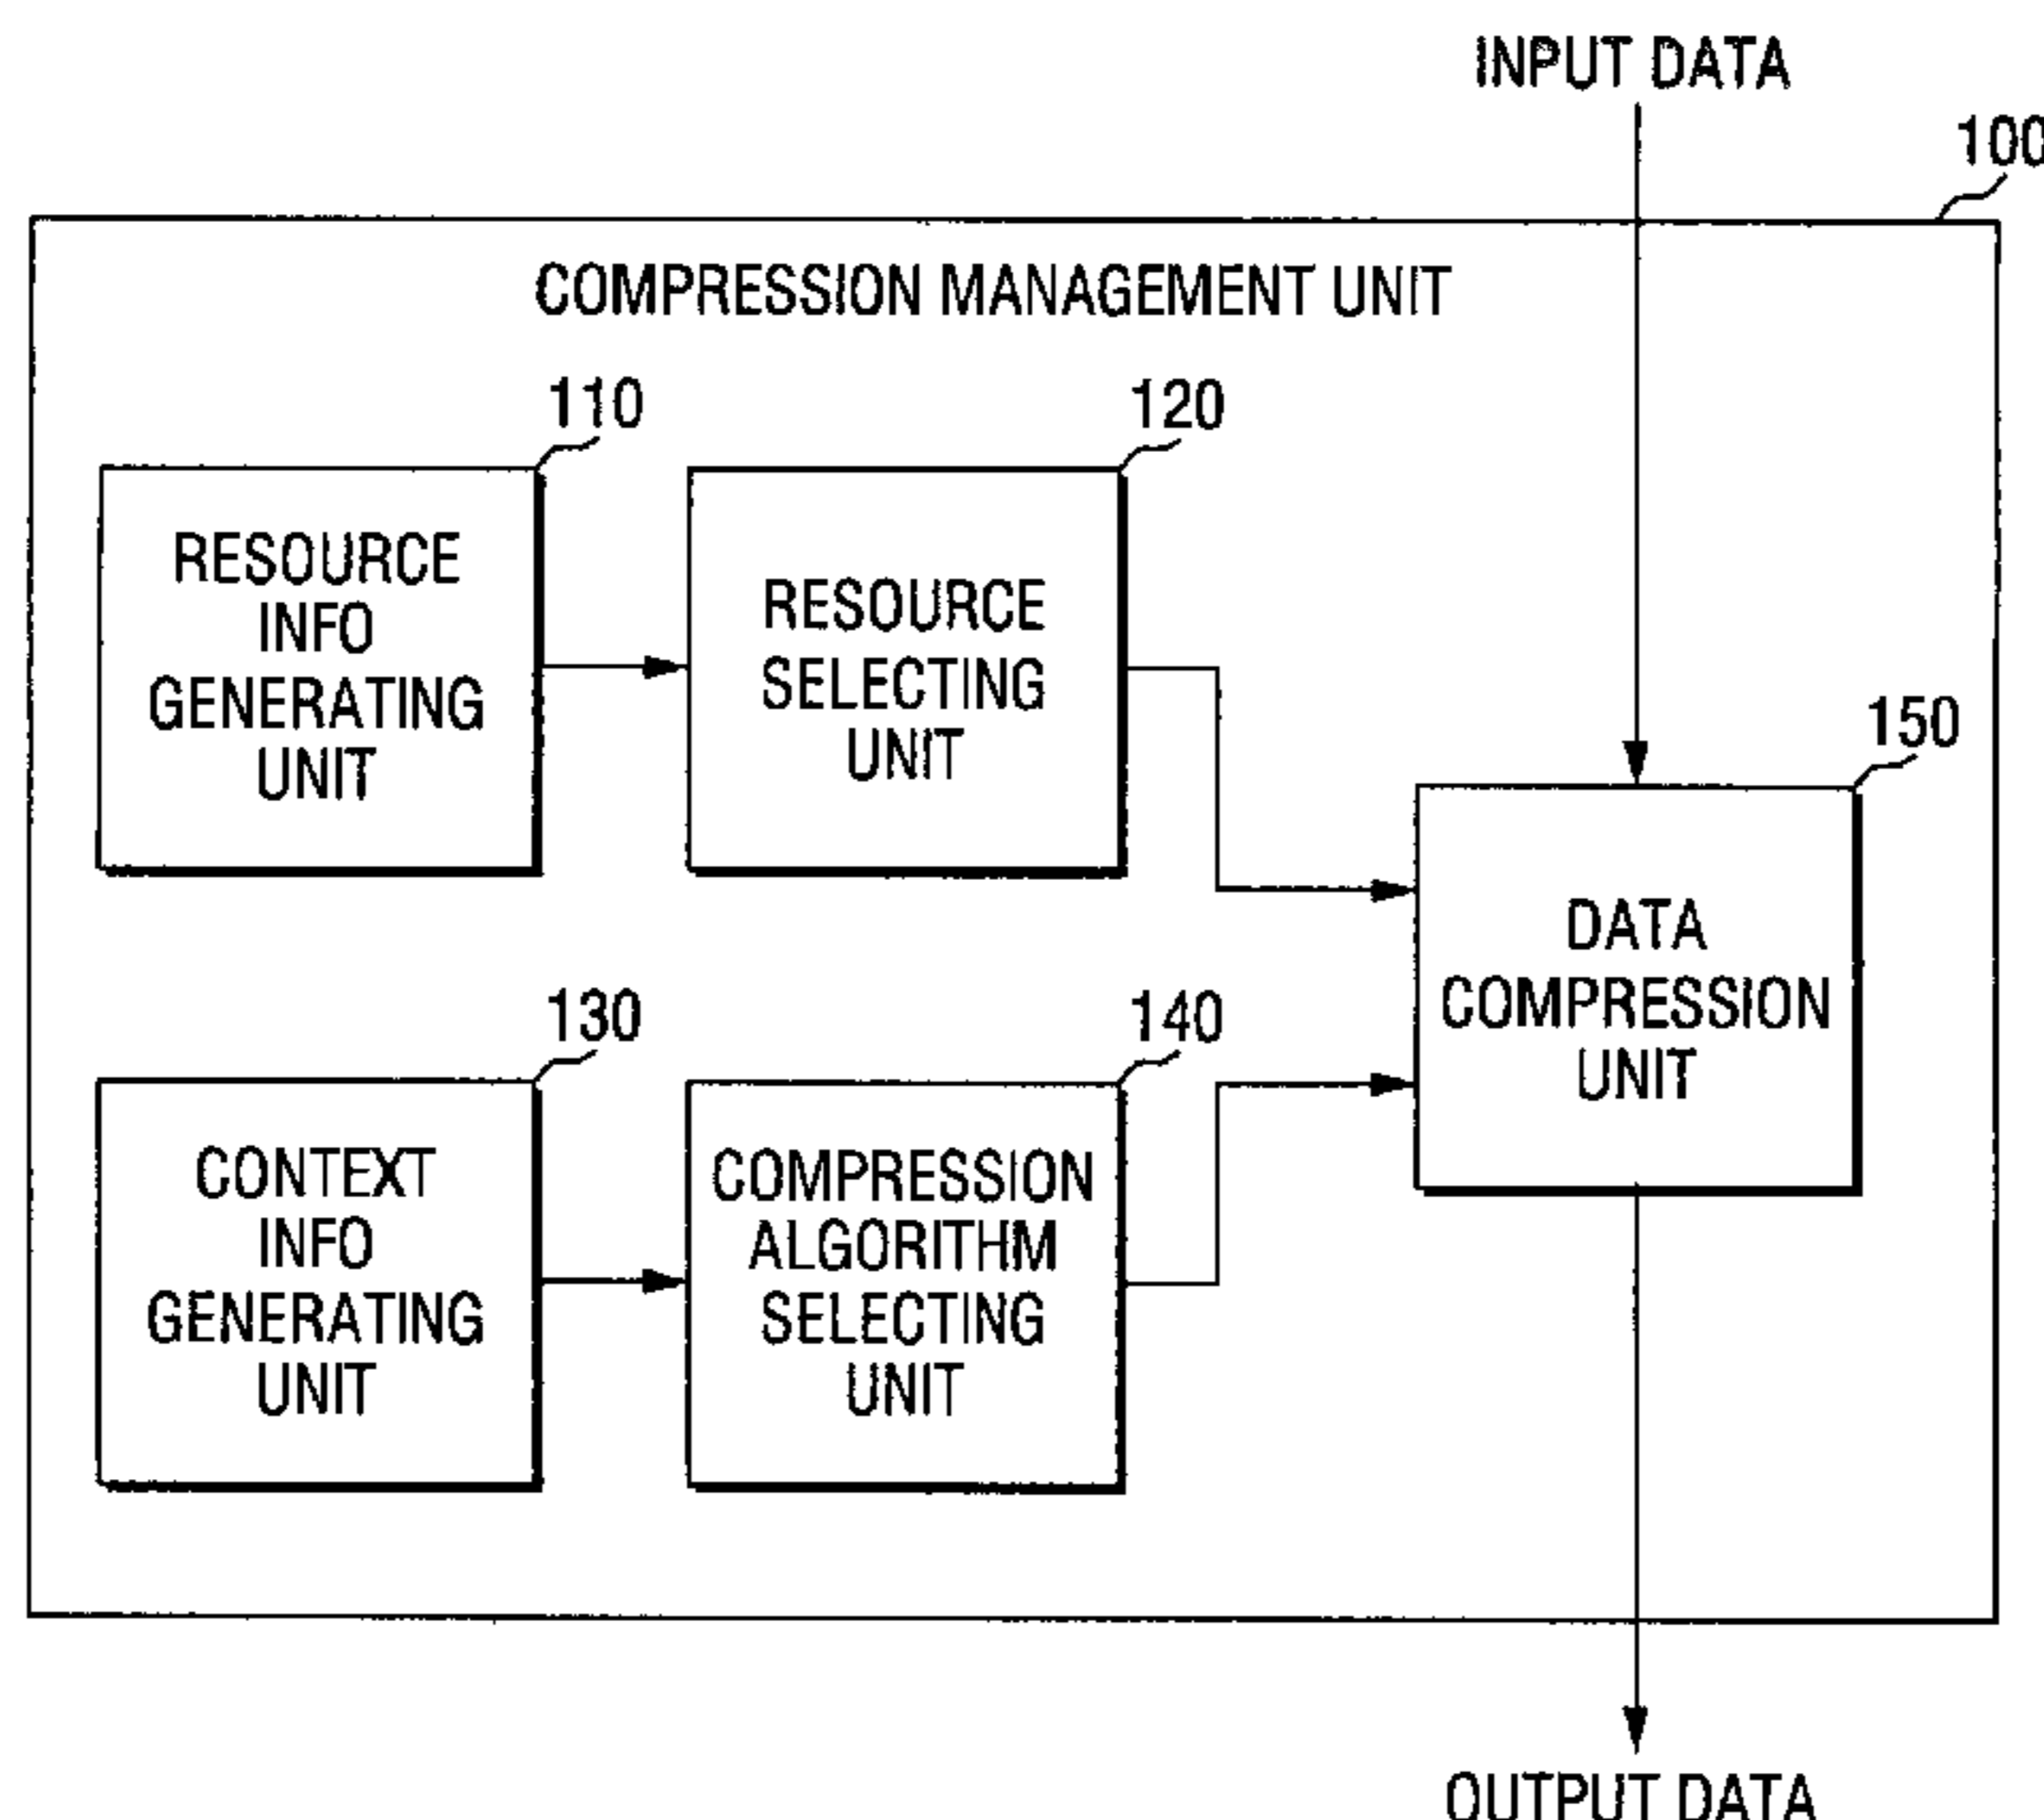 INPUT DATA
100
COMPRESSION MANAGEMENT UNIT
110
RESOURCE
INFO
GENERATING
UNIT
120
RESOURCE
SELECTING
UNIT
150
DATA
COMPRESSION
UNIT
130
CONTEXT
INFO
GENERATING
UNIT
140
COMPRESSION
ALGORITHM
SELECTING
UNIT
OUTPUT DATA